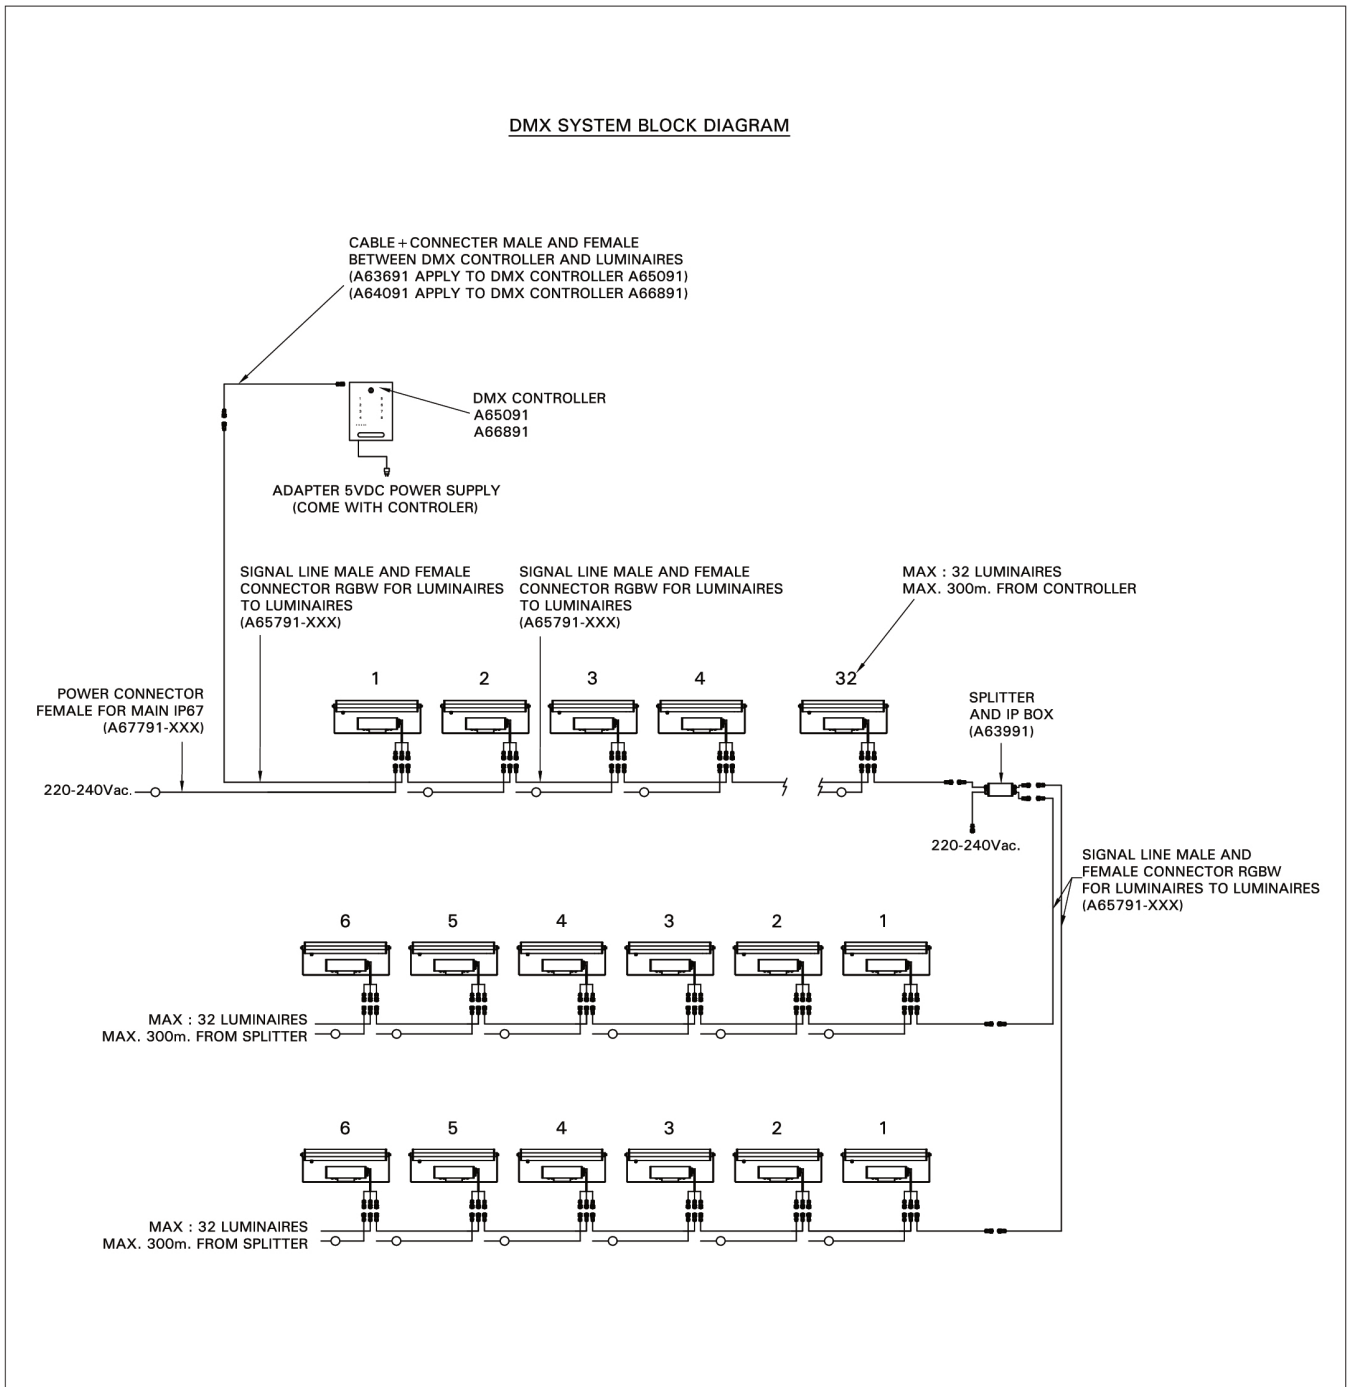 DMX SYSTEM BLOCK DIAGRAM
CABLE+CONNECTER MALE AND FEMALE
BETWEEN DMX CONTROLLER AND LUMINAIRES
(A63691 APPLY TO DMX CONTROLLER A65091)
(A64091 APPLY TO DMX CONTROLLER A66891)
DMX CONTROLLER
A65091
A66891
ADAPTER 5VDC POWER SUPPLY
(COME WITH CONTROLER)
SIGNAL LINE MALE AND FEMALE
CONNECTOR RGBW FOR LUMINAIRES
TO LUMINAIRES
(A65791-XXX)
SIGNAL LINE MALE AND FEMALE
CONNECTOR RGBW FOR LUMINAIRES
TO LUMINAIRES
(A65791-XXX)
MAX : 32 LUMINAIRES
MAX. 300m. FROM CONTROLLER
POWER CONNECTOR
FEMALE FOR MAIN IP67
(A67791-XXX)
1 2 3 4 32
SPLITTER
AND IP BOX
(A63991)
220-240Vac.
220-240Vac.
SIGNAL LINE MALE AND
FEMALE CONNECTOR RGBW
FOR LUMINAIRES TO LUMINAIRES
(A65791-XXX)
6 5 4 3 2 1
MAX : 32 LUMINAIRES
MAX. 300m. FROM SPLITTER
6 5 4 3 2 1
MAX : 32 LUMINAIRES
MAX. 300m. FROM SPLITTER